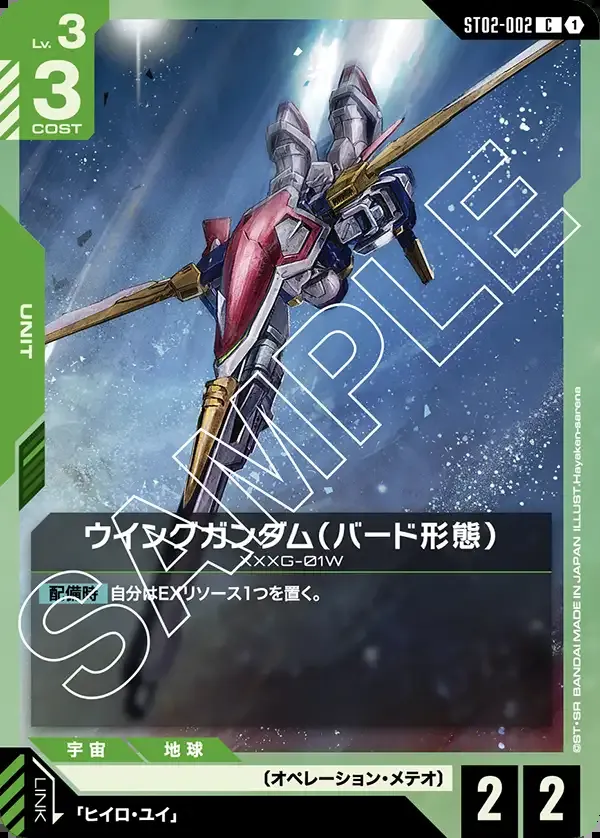 ST02-002 C 1
Lv. 3
3
COST
UNIT
SAMPLE
ウイングガンダム（バード形態）
XXXG-01W
配備時 自分はEXリソース1つを置く。
宇宙 地球
〔オペレーション・メテオ〕
LINK
「ヒイロ・ユイ」
2 2
©ST・SR BANDAI MADE IN JAPAN ILLUST.Hayaken-sarena